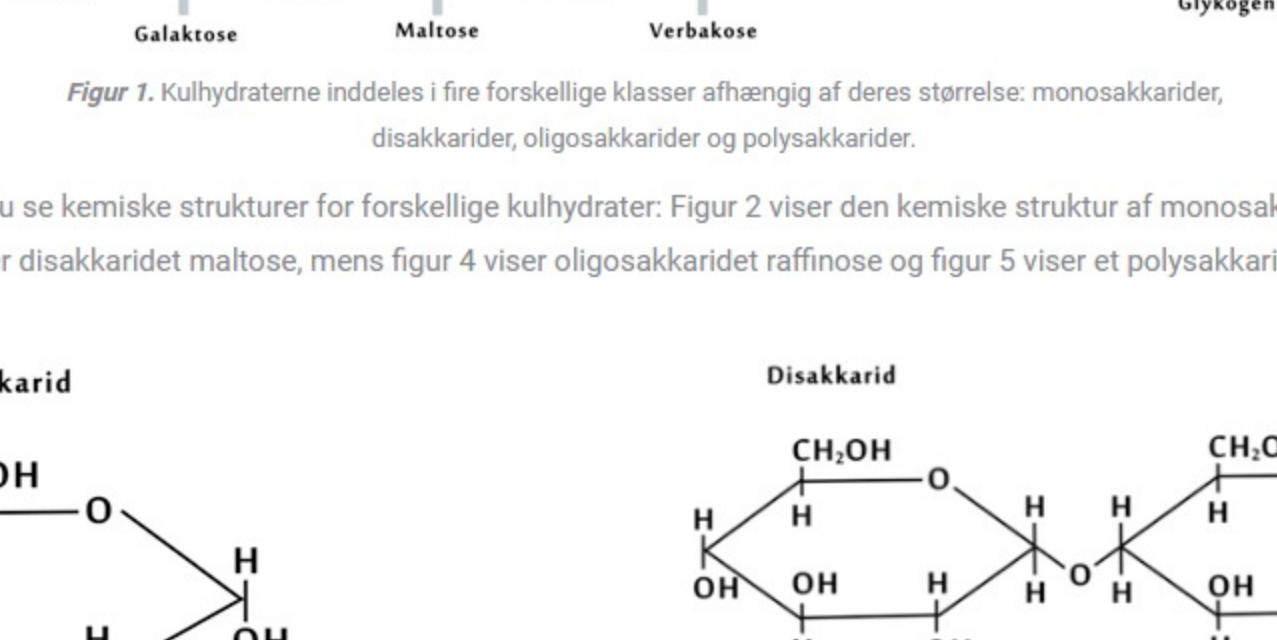 Glykogen
Galaktose Maltose Verbakose
Figur 1. Kulhydraterne inddeles i fire forskellige klasser afhængig af deres størrelse: monosakkarider,
disakkarider, oligosakkarider og polysakkarider.
u se kemiske strukturer for forskellige kulhydrater: Figur 2 viser den kemiske struktur af monosak
r disakkaridet maltose, mens figur 4 viser oligosakkaridet raffinose og figur 5 viser et polysakkari
karid
Disakkarid
OH
O
H
H
OH
CH₂OH CH₂O
O
H H H H H
O
OH OH H H H OH
H